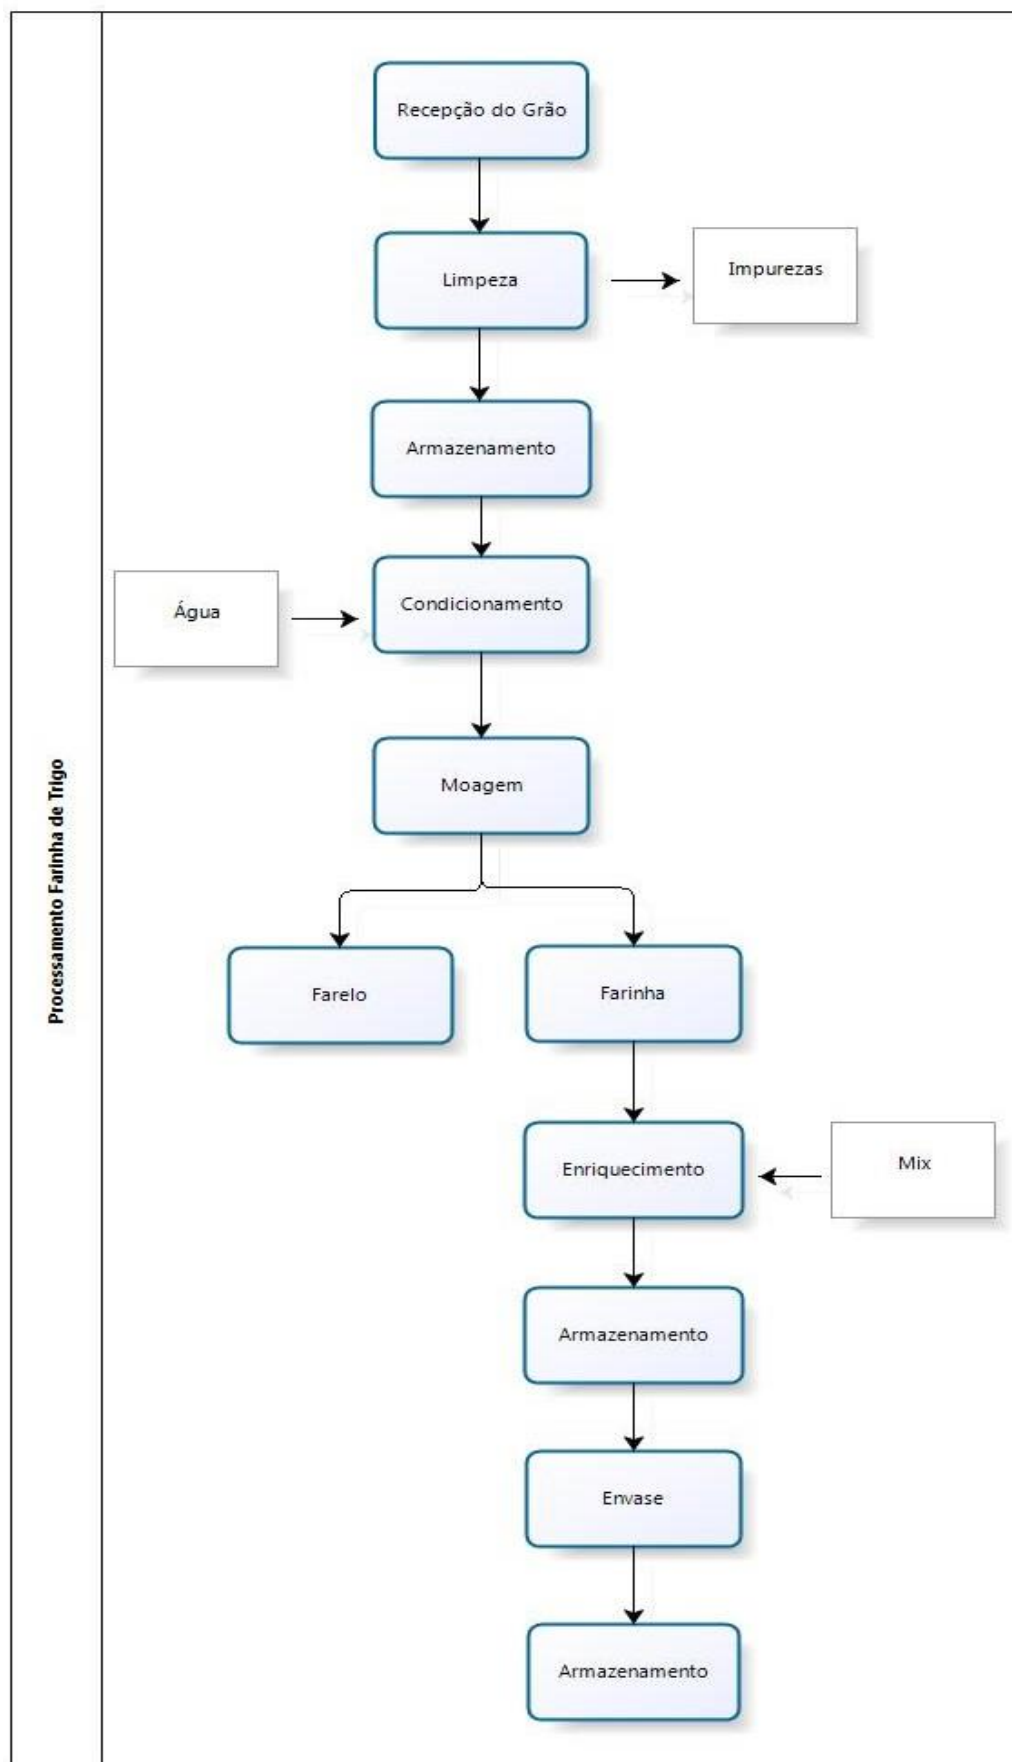 Processamento Farinha de Trigo
Recepção do Grão
Limpeza
Impurezas
Armazenamento
Água
Condicionamento
Moagem
Farelo
Farinha
Enriquecimento
Mix
Armazenamento
Envase
Armazenamento